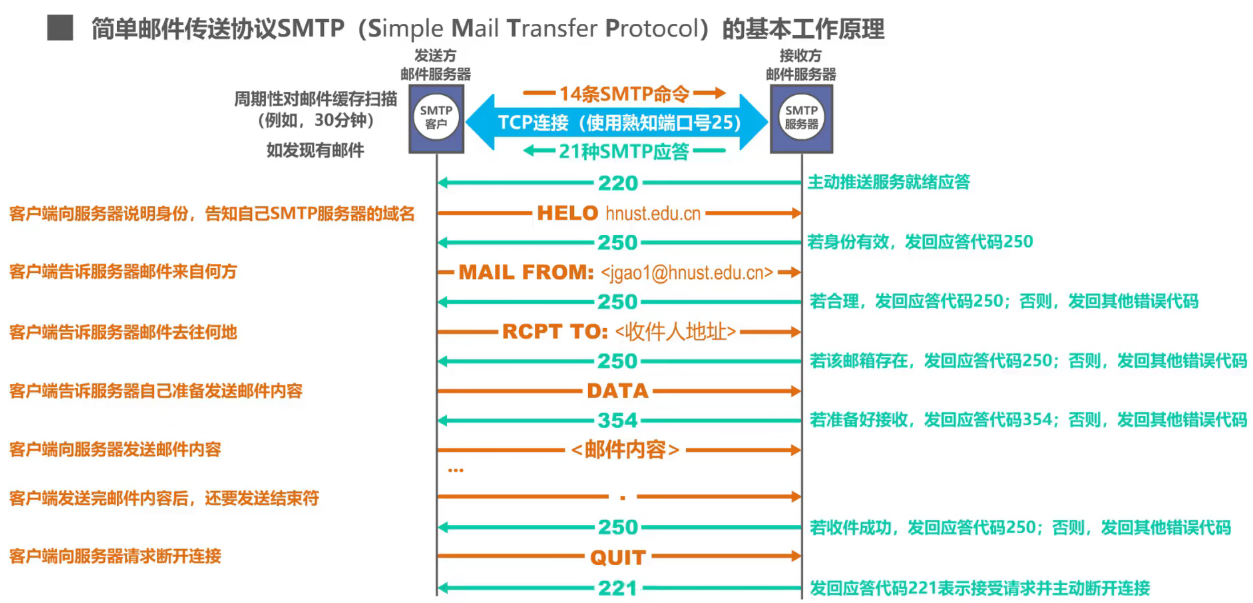 简单邮件传送协议SMTP（Simple Mail Transfer Protocol）的基本工作原理
发送方
邮件服务器
接收方
邮件服务器
周期性对邮件缓存扫描
（例如，30分钟）
如发现有邮件
SMTP
客户
14条SMTP命令
TCP连接（使用熟知端口号25）
21种SMTP应答
SMTP
服务器
220
主动推送服务就绪应答
客户端向服务器说明身份，告知自己SMTP服务器的域名
HELO hnust.edu.cn
250
若身份有效，发回应答代码250
客户端告诉服务器邮件来自何方
MAIL FROM: <jgao1@hnust.edu.cn>
250
若合理，发回应答代码250；否则，发回其他错误代码
客户端告诉服务器邮件去往何地
RCPT TO: <收件人地址>
250
若该邮箱存在，发回应答代码250；否则，发回其他错误代码
客户端告诉服务器自己准备发送邮件内容
DATA
354
若准备好接收，发回应答代码354；否则，发回其他错误代码
客户端向服务器发送邮件内容
<邮件内容>
...
客户端发送完邮件内容后，还要发送结束符
.
250
若收件成功，发回应答代码250；否则，发回其他错误代码
客户端向服务器请求断开连接
QUIT
221
发回应答代码221表示接受请求并主动断开连接